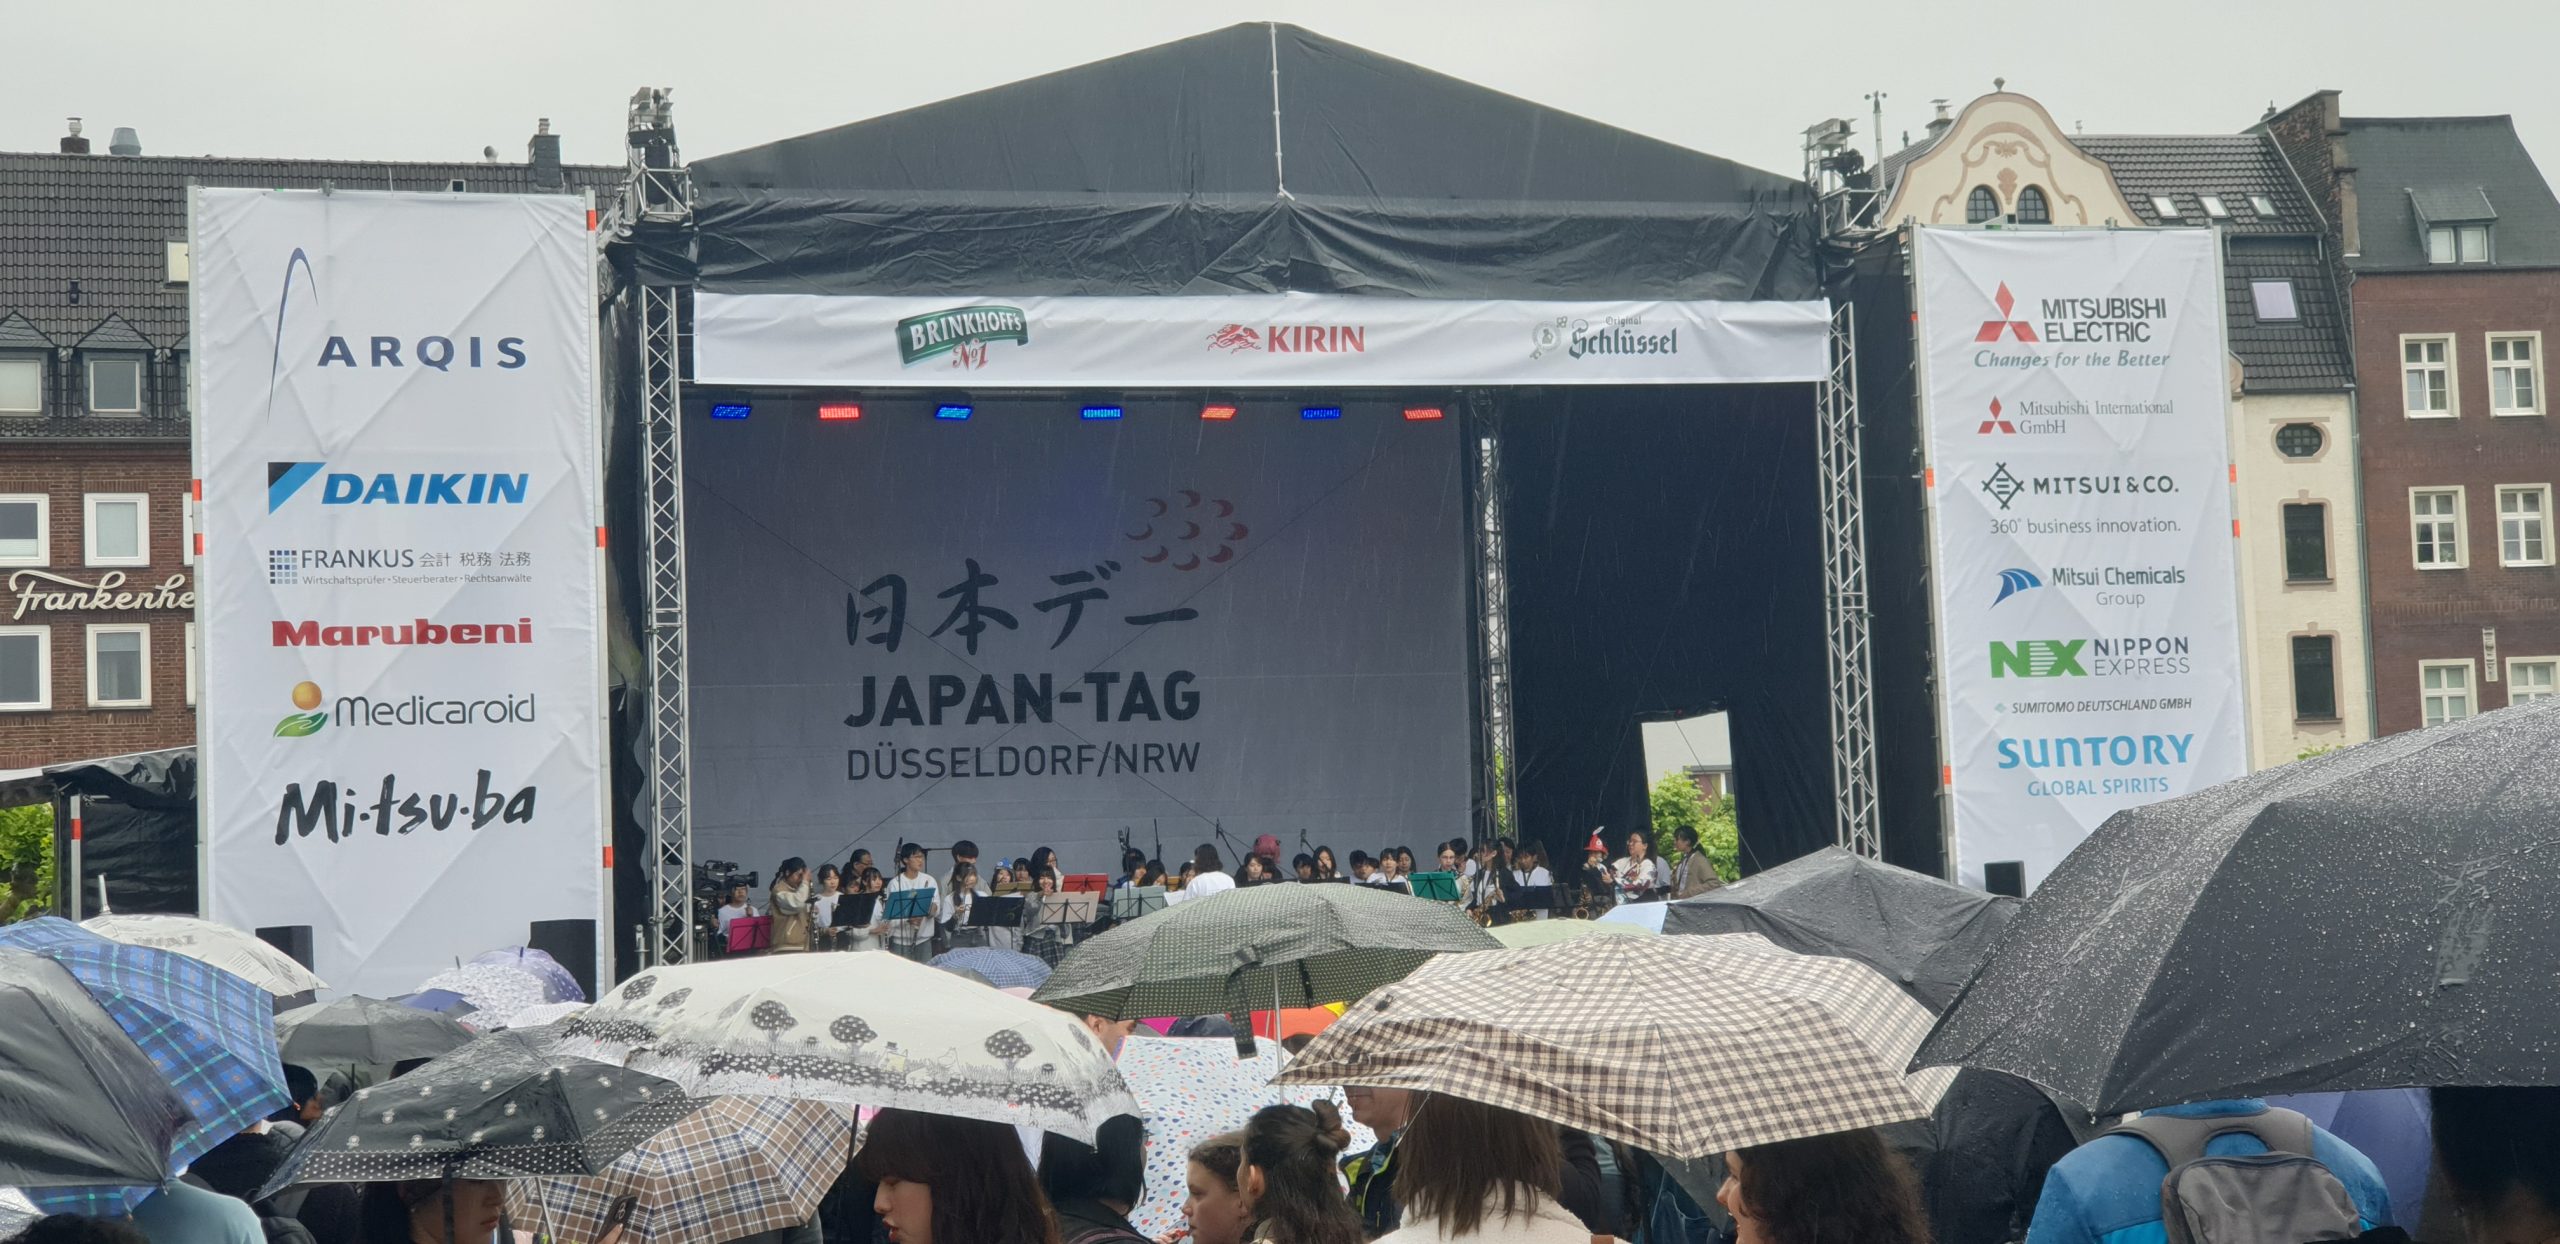 ARQIS
DAIKIN
FRANKUS 会計 税務 法務
Wirtschaftsprüfer・Steuerberater・Rechtsanwälte
Marubeni
Medicaroid
Mi·tsu·ba
Frankenhe
BRINKHOFF's
No1
KIRIN
Original
Schlüssel
日本デー
JAPAN-TAG
DÜSSELDORF/NRW
MITSUBISHI
ELECTRIC
Changes for the Better
Mitsubishi International
GmbH
MITSUI & CO.
360° business innovation.
Mitsui Chemicals
Group
NX NIPPON
EXPRESS
SUMITOMO DEUTSCHLAND GMBH
SUNTORY
GLOBAL SPIRITS